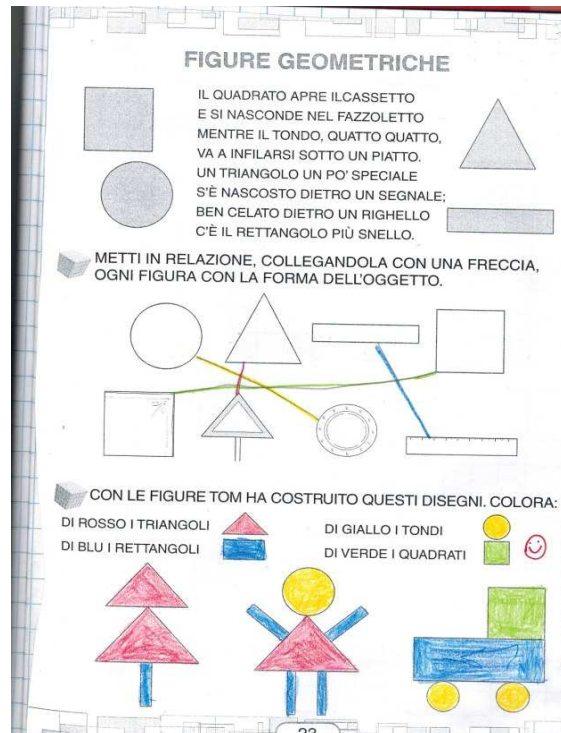 FIGURE GEOMETRICHE
IL QUADRATO APRE ILCASSETTO
E SI NASCONDE NEL FAZZOLETTO
MENTRE IL TONDO, QUATTO QUATTO,
VA A INFILARSI SOTTO UN PIATTO.
UN TRIANGOLO UN PO' SPECIALE
S'È NASCOSTO DIETRO UN SEGNALE;
BEN CELATO DIETRO UN RIGHELLO
C'È IL RETTANGOLO PIÙ SNELLO.
METTI IN RELAZIONE, COLLEGANDOLA CON UNA FRECCIA,
OGNI FIGURA CON LA FORMA DELL'OGGETTO.
CON LE FIGURE TOM HA COSTRUITO QUESTI DISEGNI. COLORA:
DI ROSSO I TRIANGOLI
DI GIALLO I TONDI
DI BLU I RETTANGOLI
DI VERDE I QUADRATI
23